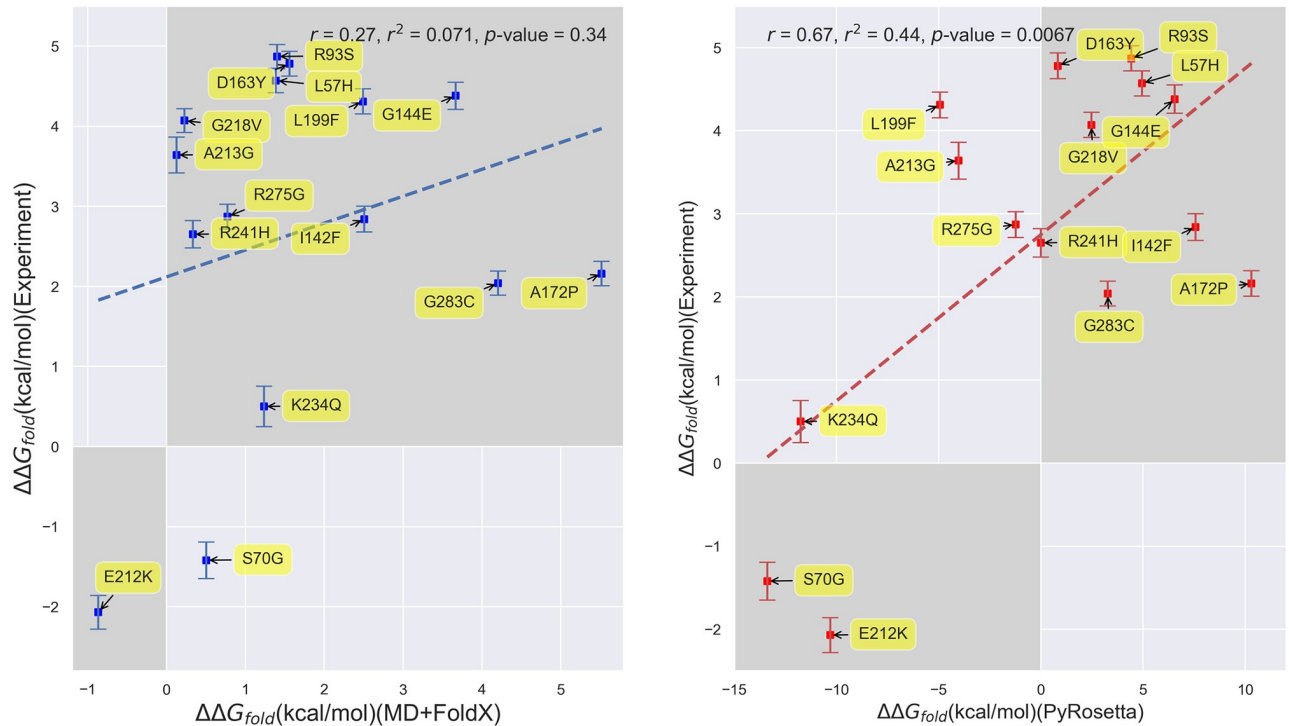 r = 0.27, r² = 0.071, p-value = 0.34
5
4
3
2
1
0
−1
−2
R93S
D163Y
L57H
L199F
G144E
G218V
A213G
R275G
R241H
I142F
G283C
A172P
K234Q
S70G
E212K
−1
0
1
2
3
4
5
ΔΔG_fold(kcal/mol)(Experiment)
ΔΔG_fold(kcal/mol)(MD+FoldX)
r = 0.67, r² = 0.44, p-value = 0.0067
5
4
3
2
1
0
−1
−2
D163Y
R93S
L57H
L199F
G144E
G218V
A213G
R275G
R241H
I142F
A172P
G283C
K234Q
S70G
E212K
−15
−10
−5
0
5
10
ΔΔG_fold(kcal/mol)(Experiment)
ΔΔG_fold(kcal/mol)(PyRosetta)